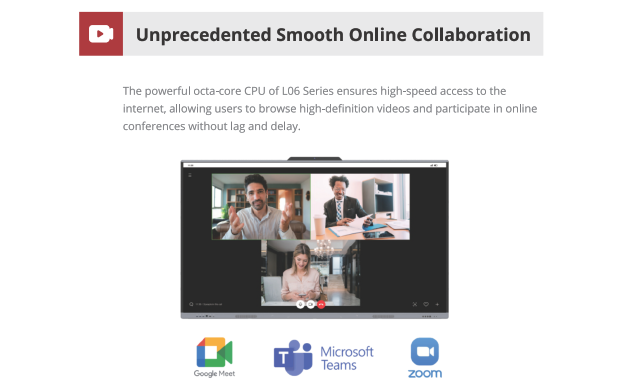 Unprecedented Smooth Online Collaboration
The powerful octa-core CPU of L06 Series ensures high-speed access to the
internet, allowing users to browse high-definition videos and participate in online
conferences without lag and delay.
Google Meet
Microsoft
Teams
zoom